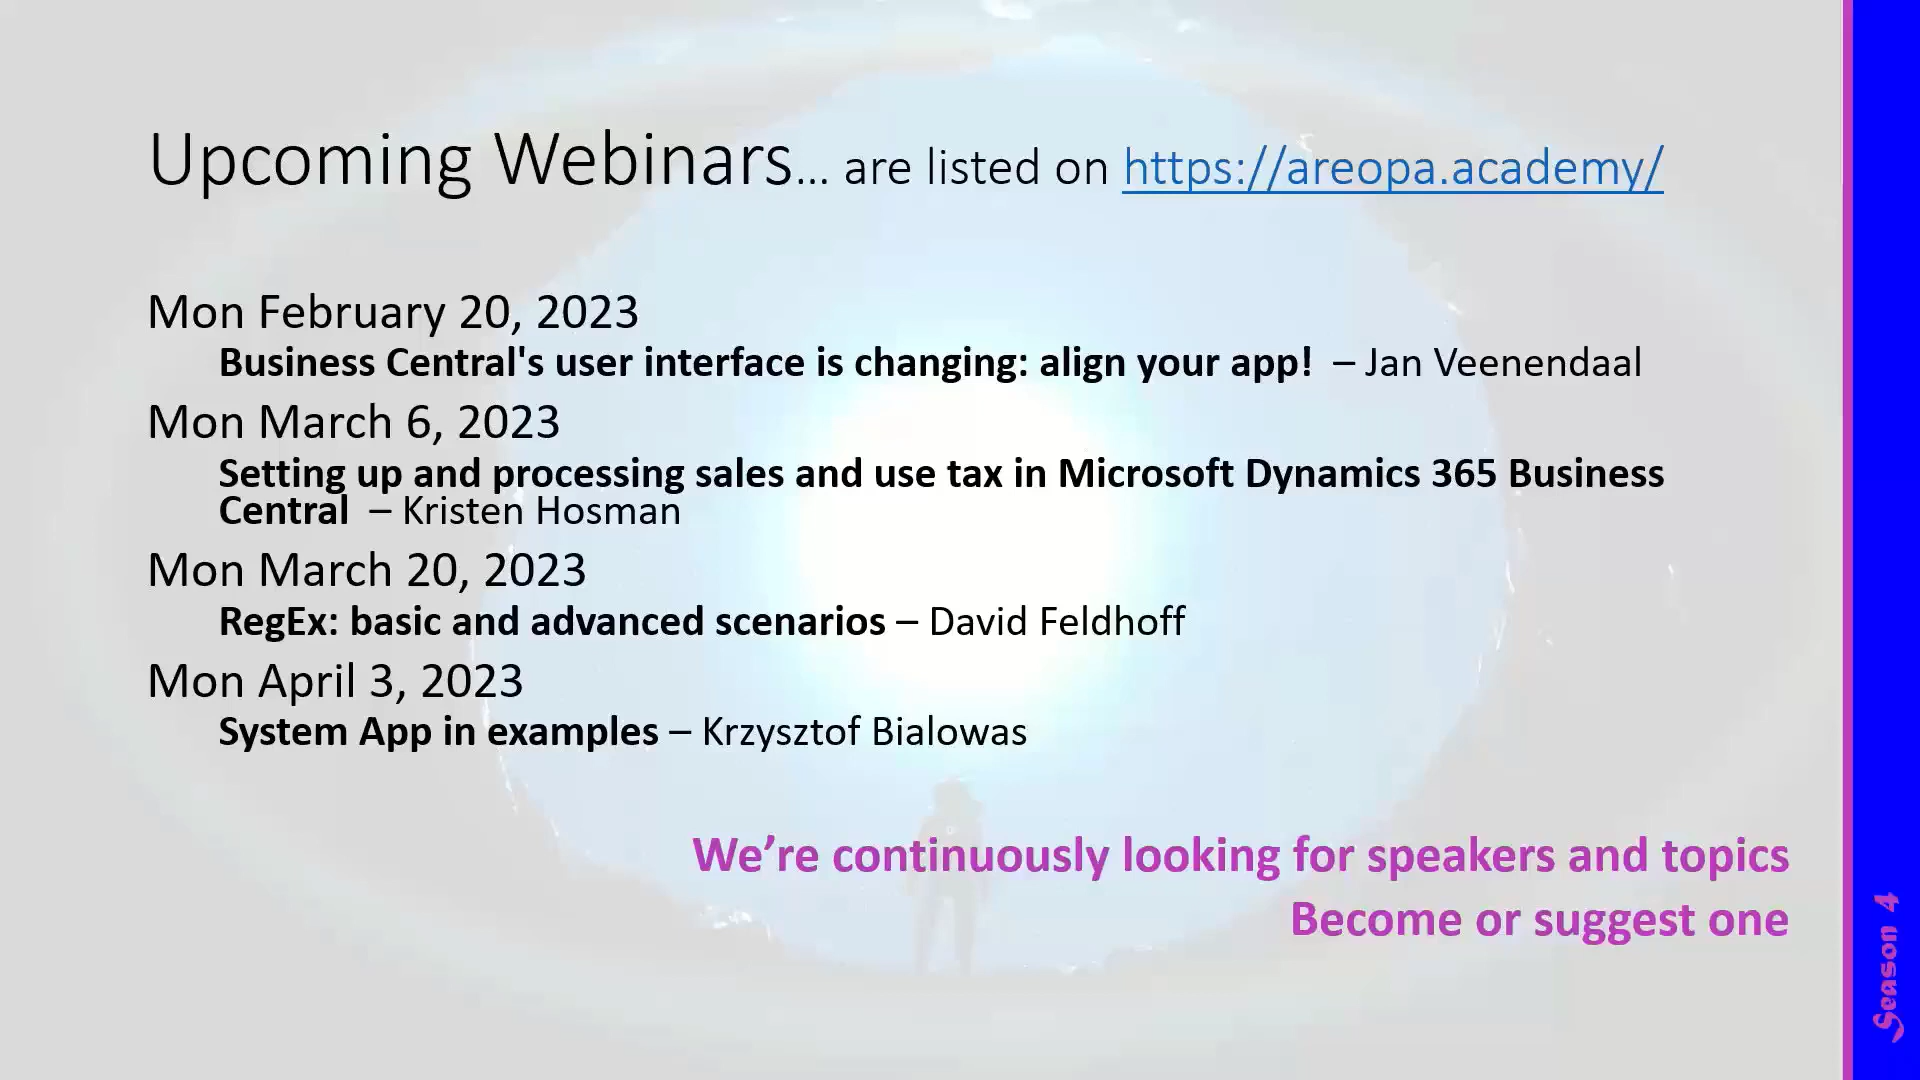 Upcoming Webinars... are listed on https://areopa.academy/
Mon February 20, 2023
Business Central's user interface is changing: align your app! – Jan Veenendaal
Mon March 6, 2023
Setting up and processing sales and use tax in Microsoft Dynamics 365 Business
Central – Kristen Hosman
Mon March 20, 2023
RegEx: basic and advanced scenarios – David Feldhoff
Mon April 3, 2023
System App in examples – Krzysztof Bialowas
We’re continuously looking for speakers and topics
Become or suggest one
Season 4